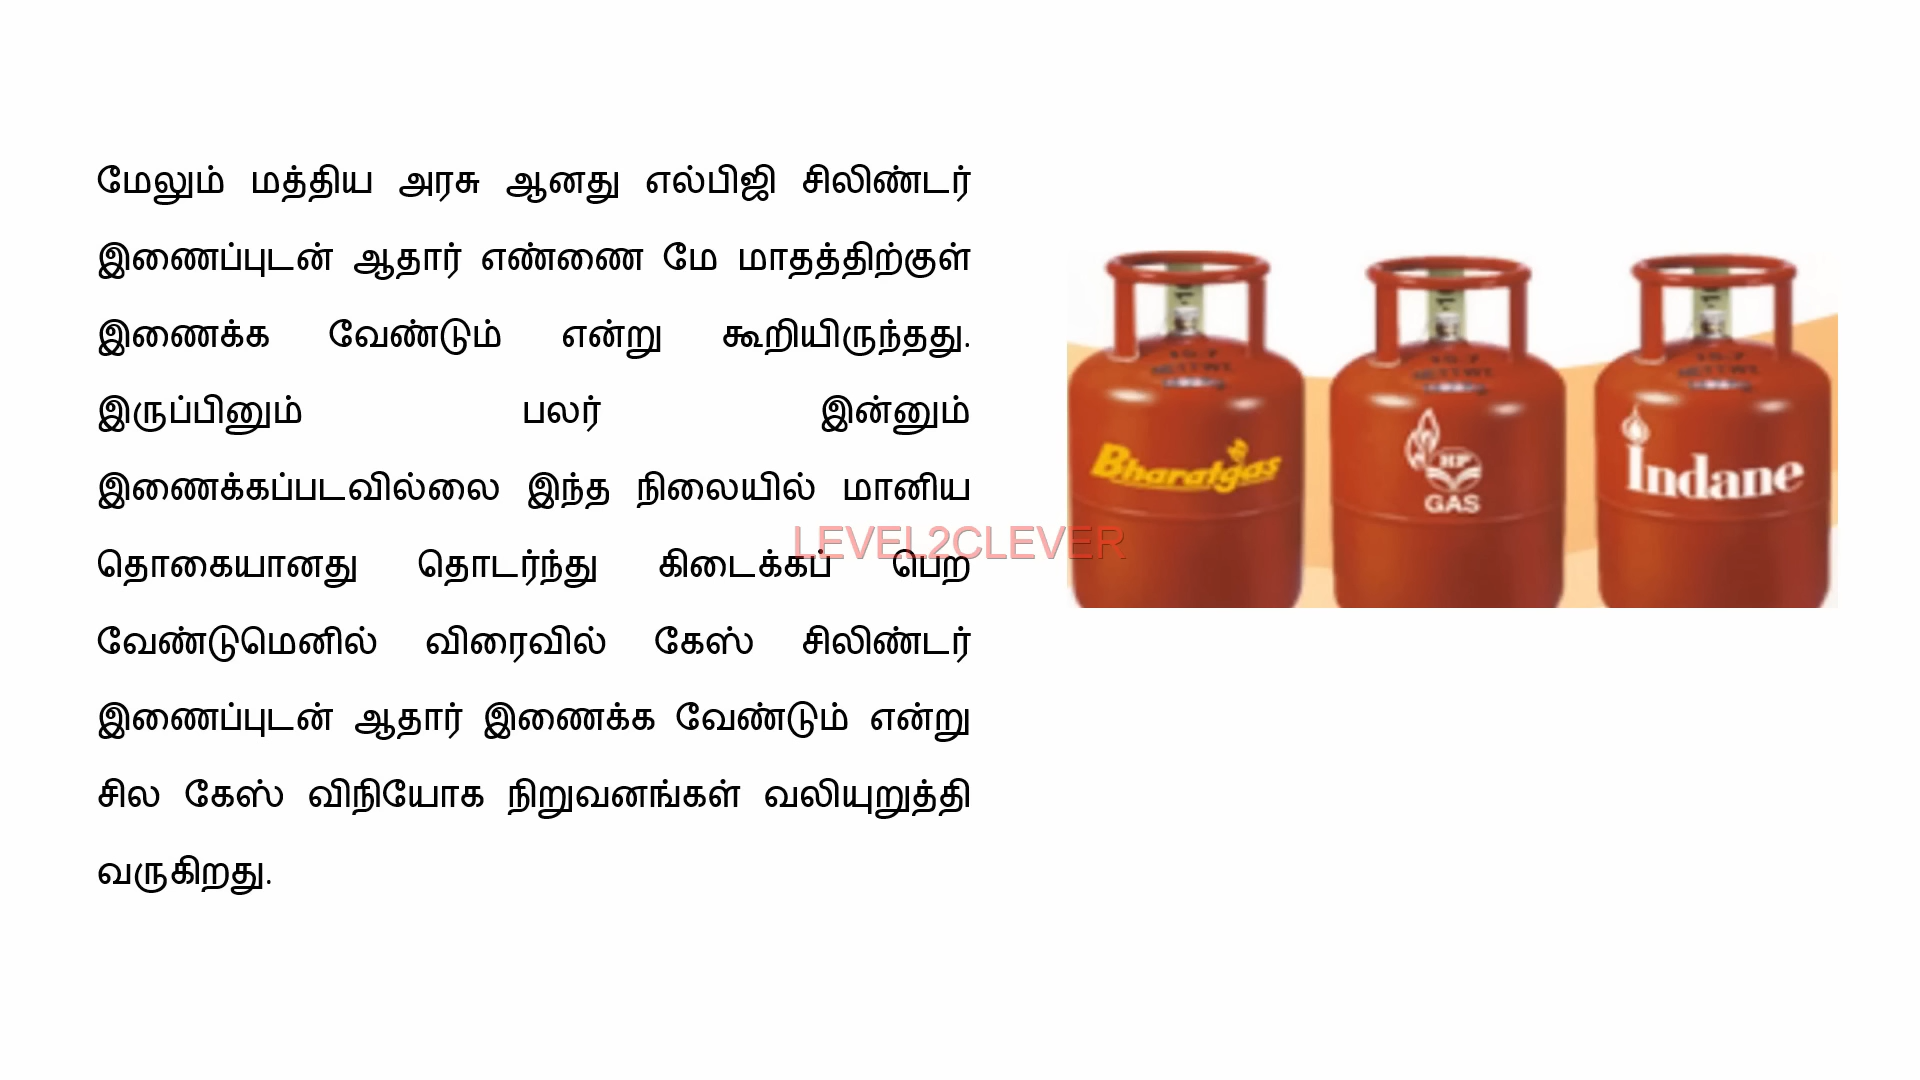 மேலும் மத்திய அரசு ஆனது எல்பிஜி சிலிண்டர்
இணைப்புடன் ஆதார் எண்ணை மே மாதத்திற்குள்
இணைக்க வேண்டும் என்று கூறியிருந்தது.
இருப்பினும் பலர் இன்னும்
இணைக்கப்படவில்லை இந்த நிலையில் மானிய
தொகையானது தொடர்ந்து கிடைக்கப் பெற
வேண்டுமெனில் விரைவில் கேஸ் சிலிண்டர்
இணைப்புடன் ஆதார் இணைக்க வேண்டும் என்று
சில கேஸ் விநியோக நிறுவனங்கள் வலியுறுத்தி
வருகிறது.
LEVEL2CLEVER
Bharatgas
HP
GAS
Indane